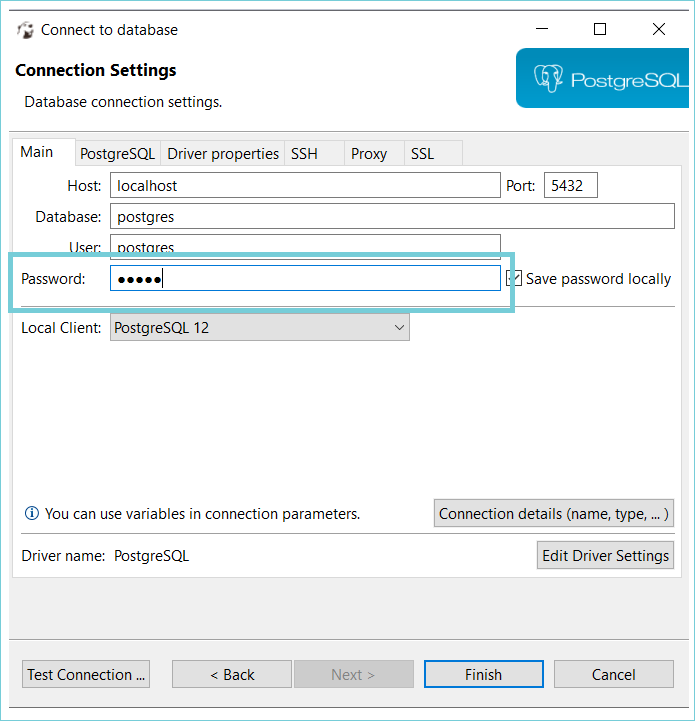 Connect to database
Connection Settings
Database connection settings.
PostgreSQL
Main PostgreSQL Driver properties SSH Proxy SSL
Host: localhost Port: 5432
Database: postgres
User: postgres
Password: ●●●●● Save password locally
Local Client: PostgreSQL 12
You can use variables in connection parameters. Connection details (name, type, ... )
Driver name: PostgreSQL Edit Driver Settings
Test Connection ... < Back Next > Finish Cancel